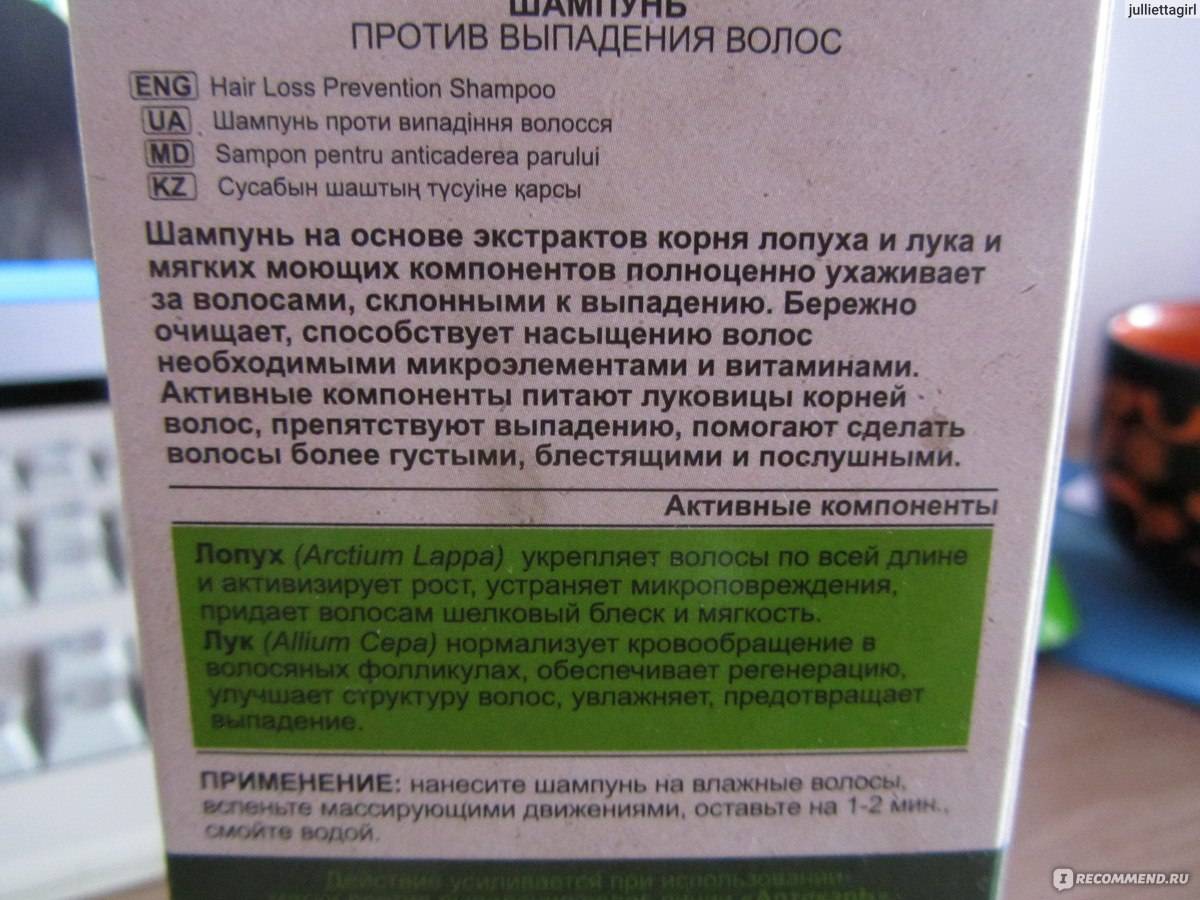 julliettagirl
ШАМПУНЬ
ПРОТИВ ВЫПАДЕНИЯ ВОЛОС
ENG Hair Loss Prevention Shampoo
UA Шампунь проти випадіння волосся
MD Sampon pentru anticaderea parului
KZ Сусабын шаштың түсуіне қарсы
Шампунь на основе экстрактов корня лопуха и лука и
мягких моющих компонентов полноценно ухаживает
за волосами, склонными к выпадению. Бережно
очищает, способствует насыщению волос
необходимыми микроэлементами и витаминами.
Активные компоненты питают луковицы корней
волос, препятствуют выпадению, помогают сделать
волосы более густыми, блестящими и послушными.
Активные компоненты
Лопух (Arctium Lappa) укрепляет волосы по всей длине
и активизирует рост, устраняет микроповреждения,
придает волосам шелковый блеск и мягкость.
Лук (Allium Cepa) нормализует кровообращение в
волосяных фолликулах, обеспечивает регенерацию,
улучшает структуру волос, увлажняет, предотвращает
выпадение.
ПРИМЕНЕНИЕ: нанесите шампунь на влажные волосы,
вспеньте массирующими движениями, оставьте на 1-2 мин.,
смойте водой.
Действие усиливается при использовании
I RECOMMEND.RU